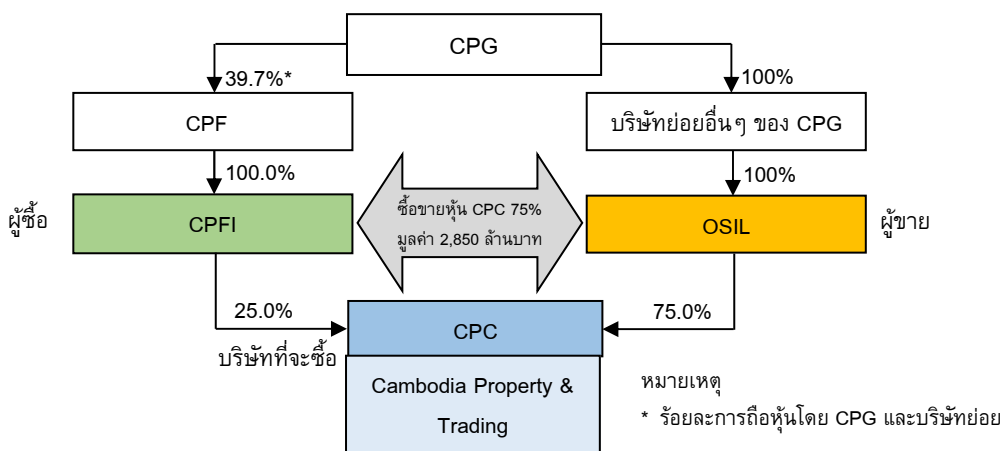 CPG
39.7%*
100%
CPF
บริษัทย่อยอื่นๆ ของ CPG
100.0%
100%
ผู้ซื้อ
CPFI
ซื้อขายหุ้น CPC 75%
มูลค่า 2,850 ล้านบาท
OSIL
ผู้ขาย
25.0%
75.0%
CPC
บริษัทที่จะซื้อ
Cambodia Property &
Trading
หมายเหตุ
* ร้อยละการถือหุ้นโดย CPG และบริษัทย่อย